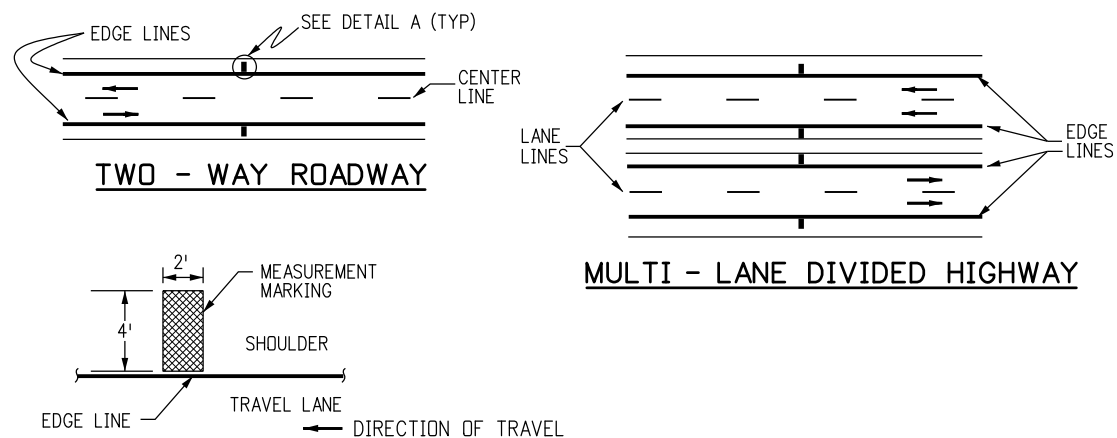 EDGE LINES
SEE DETAIL A (TYP)
CENTER
LINE
TWO - WAY ROADWAY
LANE
LINES
EDGE
LINES
MULTI - LANE DIVIDED HIGHWAY
2'
MEASUREMENT
MARKING
4'
SHOULDER
EDGE LINE
TRAVEL LANE
DIRECTION OF TRAVEL